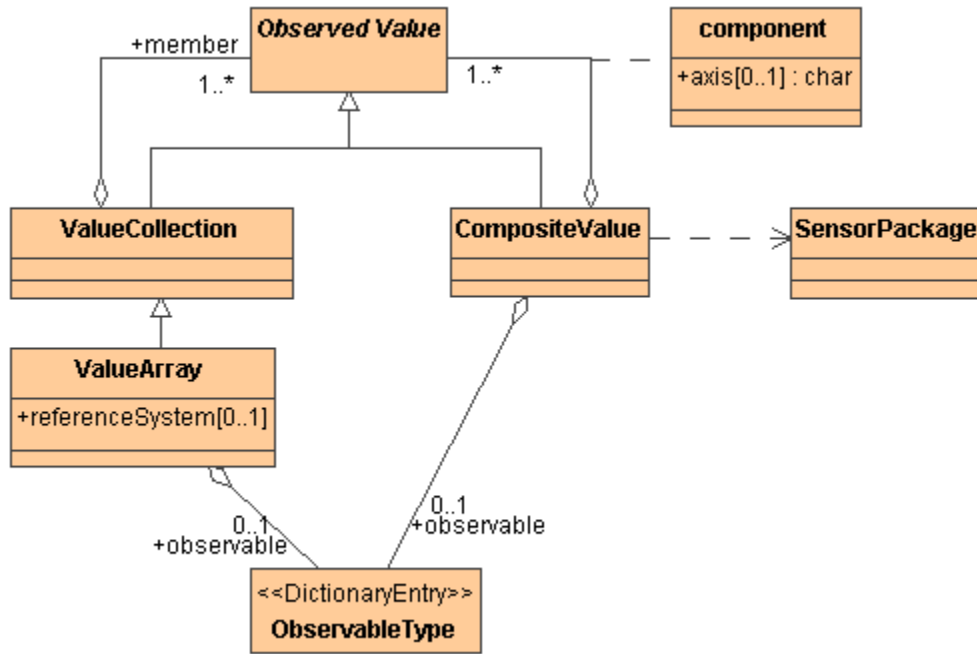 Observed Value
component
+member
1..*
1..*
+axis[0..1] : char
ValueCollection
CompositeValue
SensorPackage
ValueArray
+referenceSystem[0..1]
0..1
+observable
0..1
+observable
<<DictionaryEntry>>
ObservableType